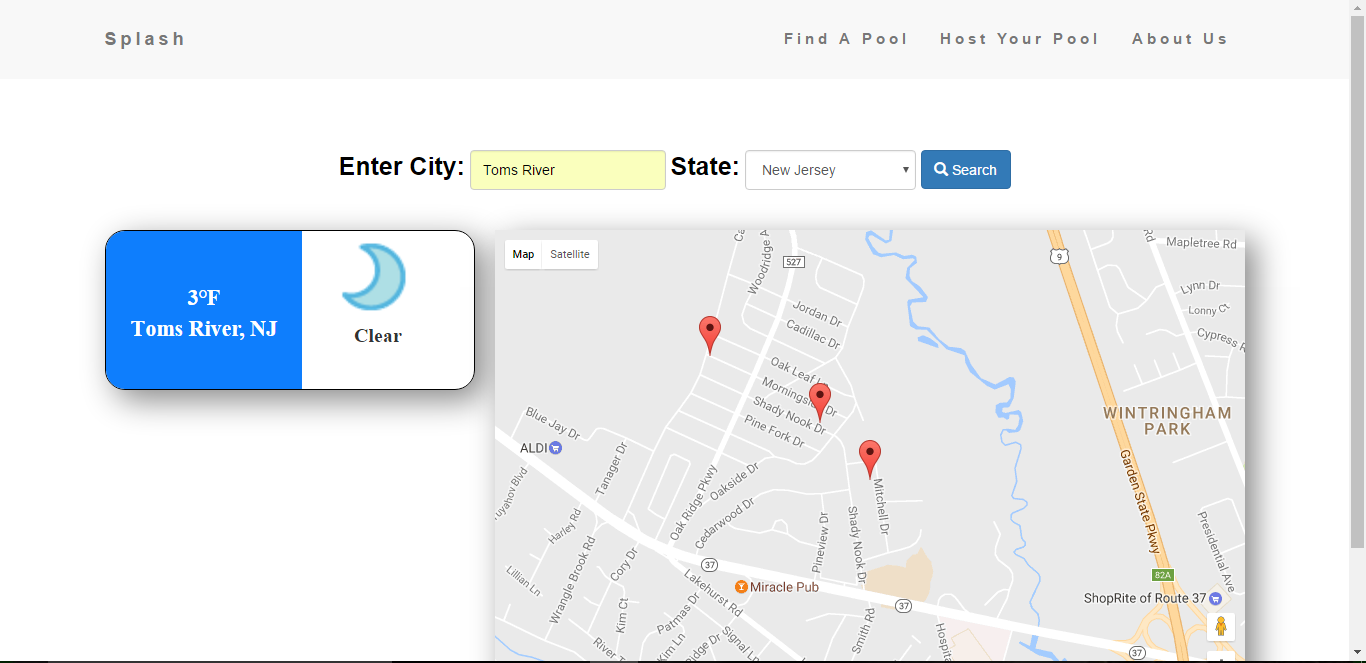 Splash
Find A Pool
Host Your Pool
About Us
Enter City:
Toms River
State:
New Jersey
Search
3°F
Toms River, NJ
Clear
Map
Satellite
527
Woodridge A
9
Rd
Mapletree Rd
Lynn Dr
Lonny Ct
Cypress R
Jordan Dr
Cadillac Dr
Oak Leaf
Morningside Dr
Shady Nook Dr
Pine Fork Dr
WINTRINGHAM
PARK
Blue Jay Dr
ALDI
Tanager Dr
Oak Ridge Pkwy
Oakside Dr
Cedarwood Dr
Harley Rd
Wrangle Brook Rd
Lillian Ln
Cory Dr
Kim Ct
Pineview Dr
Shady Nook Dr
Mitchell Dr
Garden State Pkwy
Presidential Ave
82A
37
Miracle Pub
ShopRite of Route 37
Lakehurst Rd
Patmas Dr
37
Kim Ln
Ridge Dr
Signal Ln
River T
Smith Rd
Hospita
37